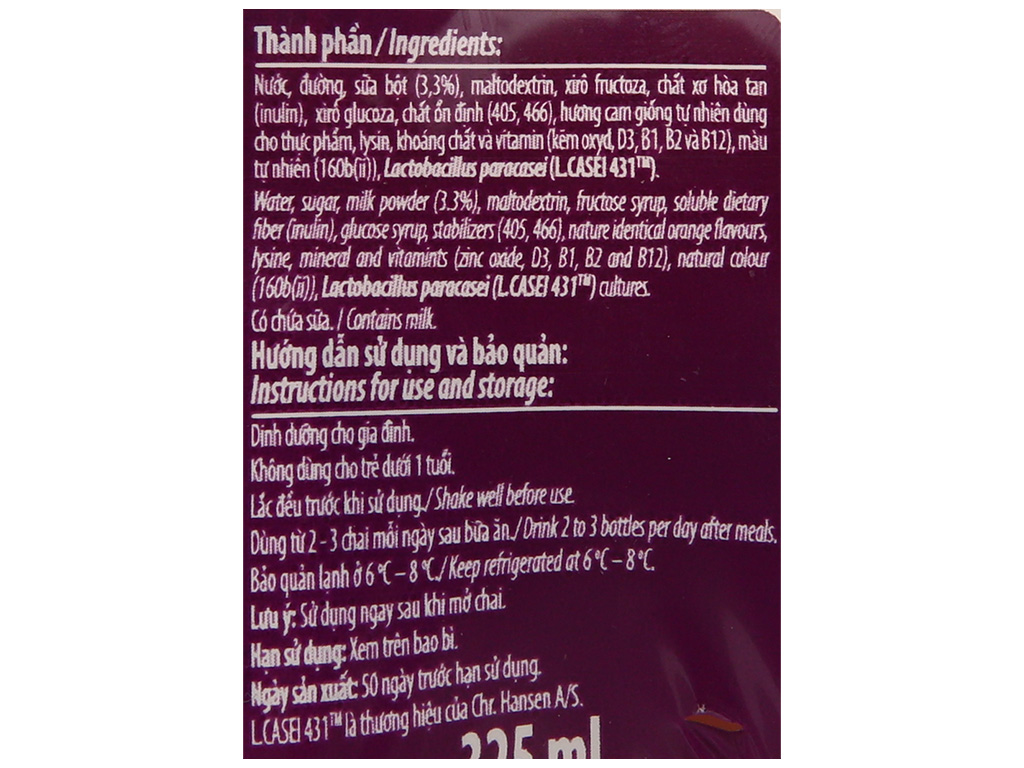 Thành phần / Ingredients:
Nước, đường, sữa bột (3,3%), maltodextrin, xirô fructoza, chất xơ hòa tan
(inulin), xirô glucoza, chất ổn định (405, 466), hương cam giống tự nhiên dùng
cho thực phẩm, lysin, khoáng chất và vitamin (kẽm oxyd, D3, B1, B2 và B12), màu
tự nhiên (160b(ii)), Lactobacillus paracasei (L.CASEI 431™).
Water, sugar, milk powder (3.3%), maltodextrin, fructose syrup, soluble dietary
fiber (inulin), glucose syrup, stabilizers (405, 466), nature identical orange flavours,
lysine, mineral and vitamints (zinc oxide, D3, B1, B2 and B12), natural colour
(160b(ii)), Lactobacillus paracasei (L.CASEI 431™) cultures.
Có chứa sữa. / Contains milk.
Hướng dẫn sử dụng và bảo quản:
Instructions for use and storage:
Dinh dưỡng cho gia đình.
Không dùng cho trẻ dưới 1 tuổi.
Lắc đều trước khi sử dụng./ Shake well before use.
Dùng từ 2 - 3 chai mỗi ngày sau bữa ăn./ Drink 2 to 3 bottles per day after meals.
Bảo quản lạnh ở 6°C – 8°C./ Keep refrigerated at 6°C – 8°C.
Lưu ý: Sử dụng ngay sau khi mở chai.
Hạn sử dụng: Xem trên bao bì.
Ngày sản xuất: 50 ngày trước hạn sử dụng.
L.CASEI 431™ là thương hiệu của Chr. Hansen A/S.
225 ml